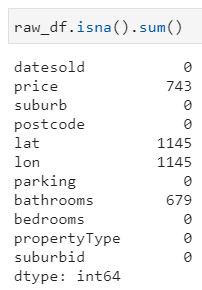 raw_df.isna().sum()
datesold 0
price 743
suburb 0
postcode 0
lat 1145
lon 1145
parking 0
bathrooms 679
bedrooms 0
propertyType 0
suburbid 0
dtype: int64